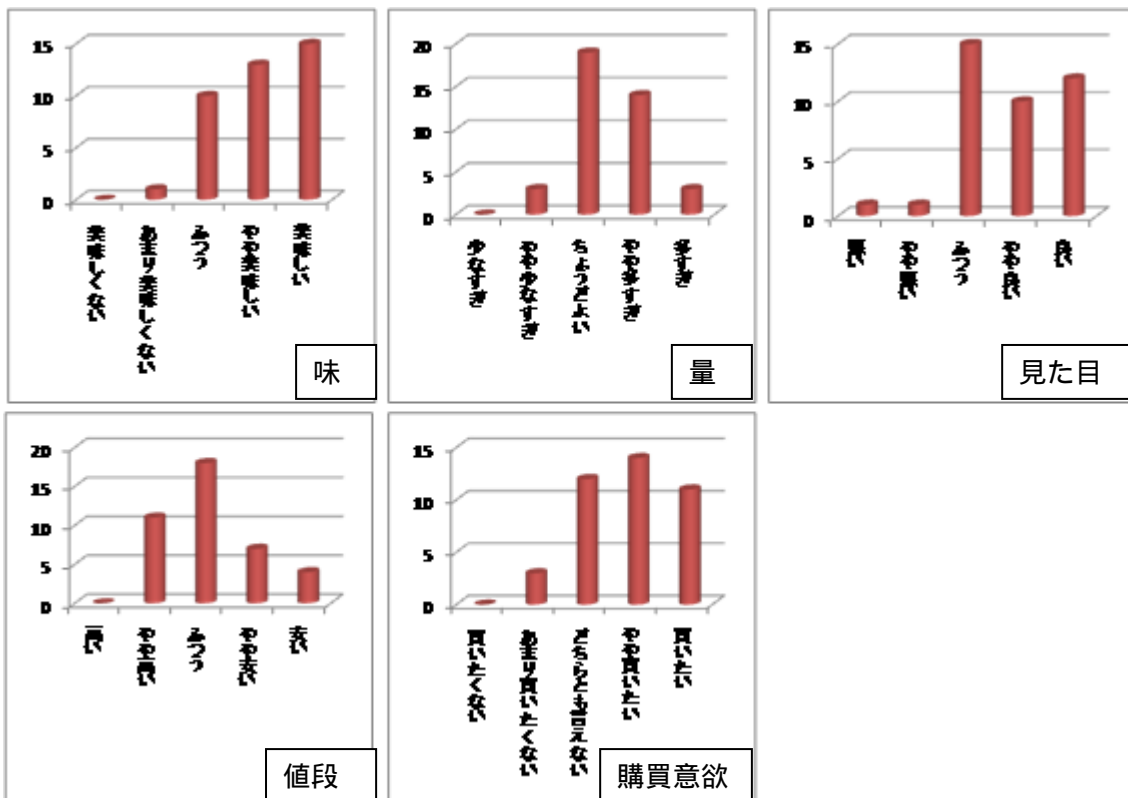 15
10
5
0
美味しくない
あまり美味しくない
ふつう
やや美味しい
美味しい
味
20
15
10
5
0
少なすぎ
やや少なすぎ
ちょうどよい
やや多すぎ
多すぎ
量
15
10
5
0
悪い
やや悪い
ふつう
やや良い
良い
見た目
20
15
10
5
0
高い
やや高い
ふつう
やや安い
安い
値段
15
10
5
0
買いたくない
あまり買いたくない
どちらとも言えない
やや買いたい
買いたい
購買意欲